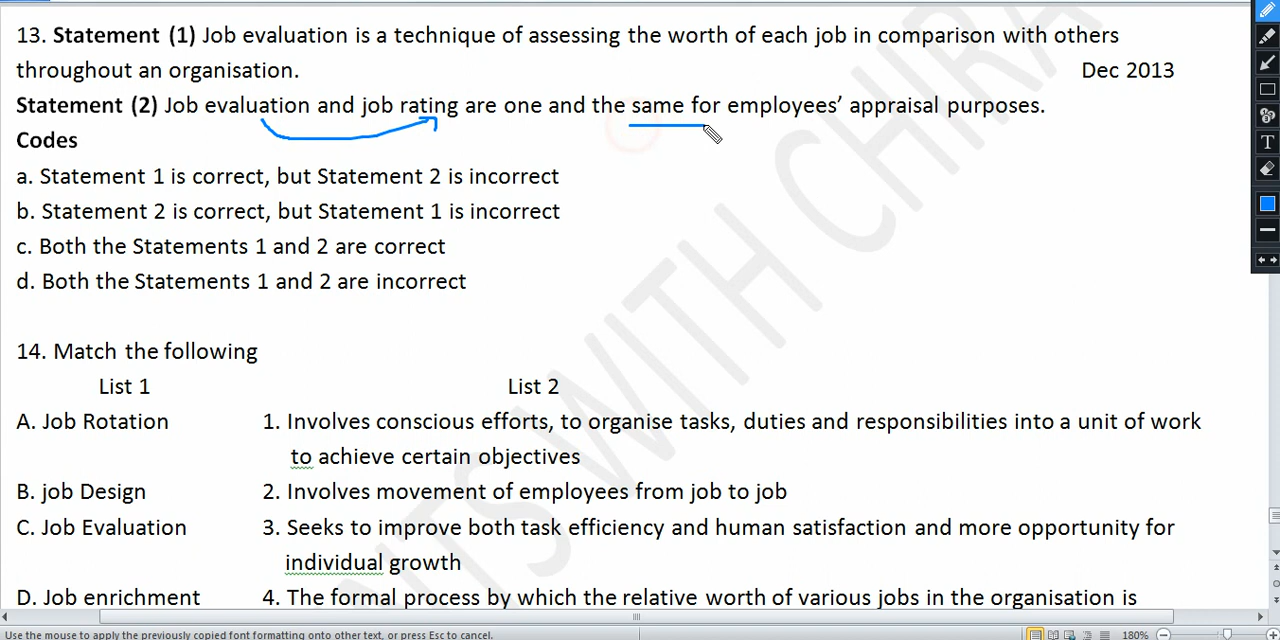 13. Statement (1) Job evaluation is a technique of assessing the worth of each job in comparison with others
throughout an organisation. Dec 2013
Statement (2) Job evaluation and job rating are one and the same for employees’ appraisal purposes.
Codes
a. Statement 1 is correct, but Statement 2 is incorrect
b. Statement 2 is correct, but Statement 1 is incorrect
c. Both the Statements 1 and 2 are correct
d. Both the Statements 1 and 2 are incorrect
14. Match the following
List 1 List 2
A. Job Rotation 1. Involves conscious efforts, to organise tasks, duties and responsibilities into a unit of work
to achieve certain objectives
B. job Design 2. Involves movement of employees from job to job
C. Job Evaluation 3. Seeks to improve both task efficiency and human satisfaction and more opportunity for
individual growth
D. Job enrichment 4. The formal process by which the relative worth of various jobs in the organisation is
NTS WITH CHIRA
T
Use the mouse to apply the previously copied font formatting onto other text, or press Esc to cancel. 180%